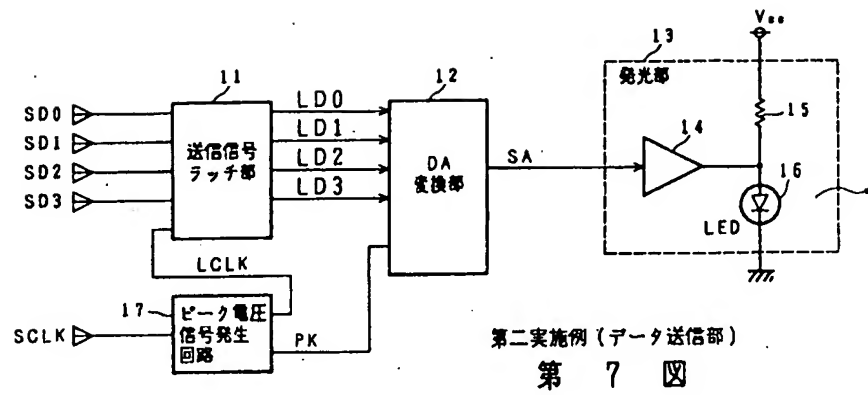 SD0
SD1
SD2
SD3
SCLK
11
送信信号
ラッチ部
LD0
LD1
LD2
LD3
LCLK
17
ピーク電圧
信号発生
回路
PK
12
DA
変換部
SA
13
発光部
14
15
16
LED
第二実施例(データ送信部)
第 7 図